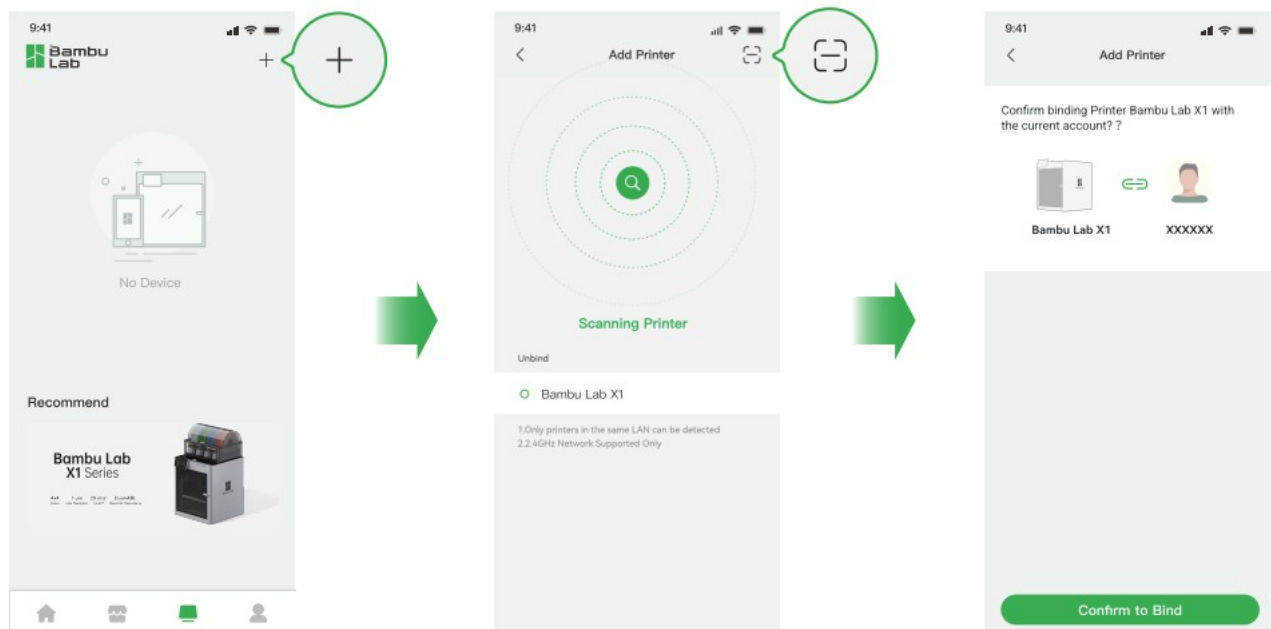 9:41
Bambu
Lab
No Device
Recommend
Bambu Lab
X1 Series
9:41
Add Printer
Scanning Printer
Unbind
Bambu Lab X1
1.Only printers in the same LAN can be detected
2.2.4GHz Network Supported Only
9:41
Add Printer
Confirm binding Printer Bambu Lab X1 with
the current account? ?
Bambu Lab X1
XXXXXX
Confirm to Bind